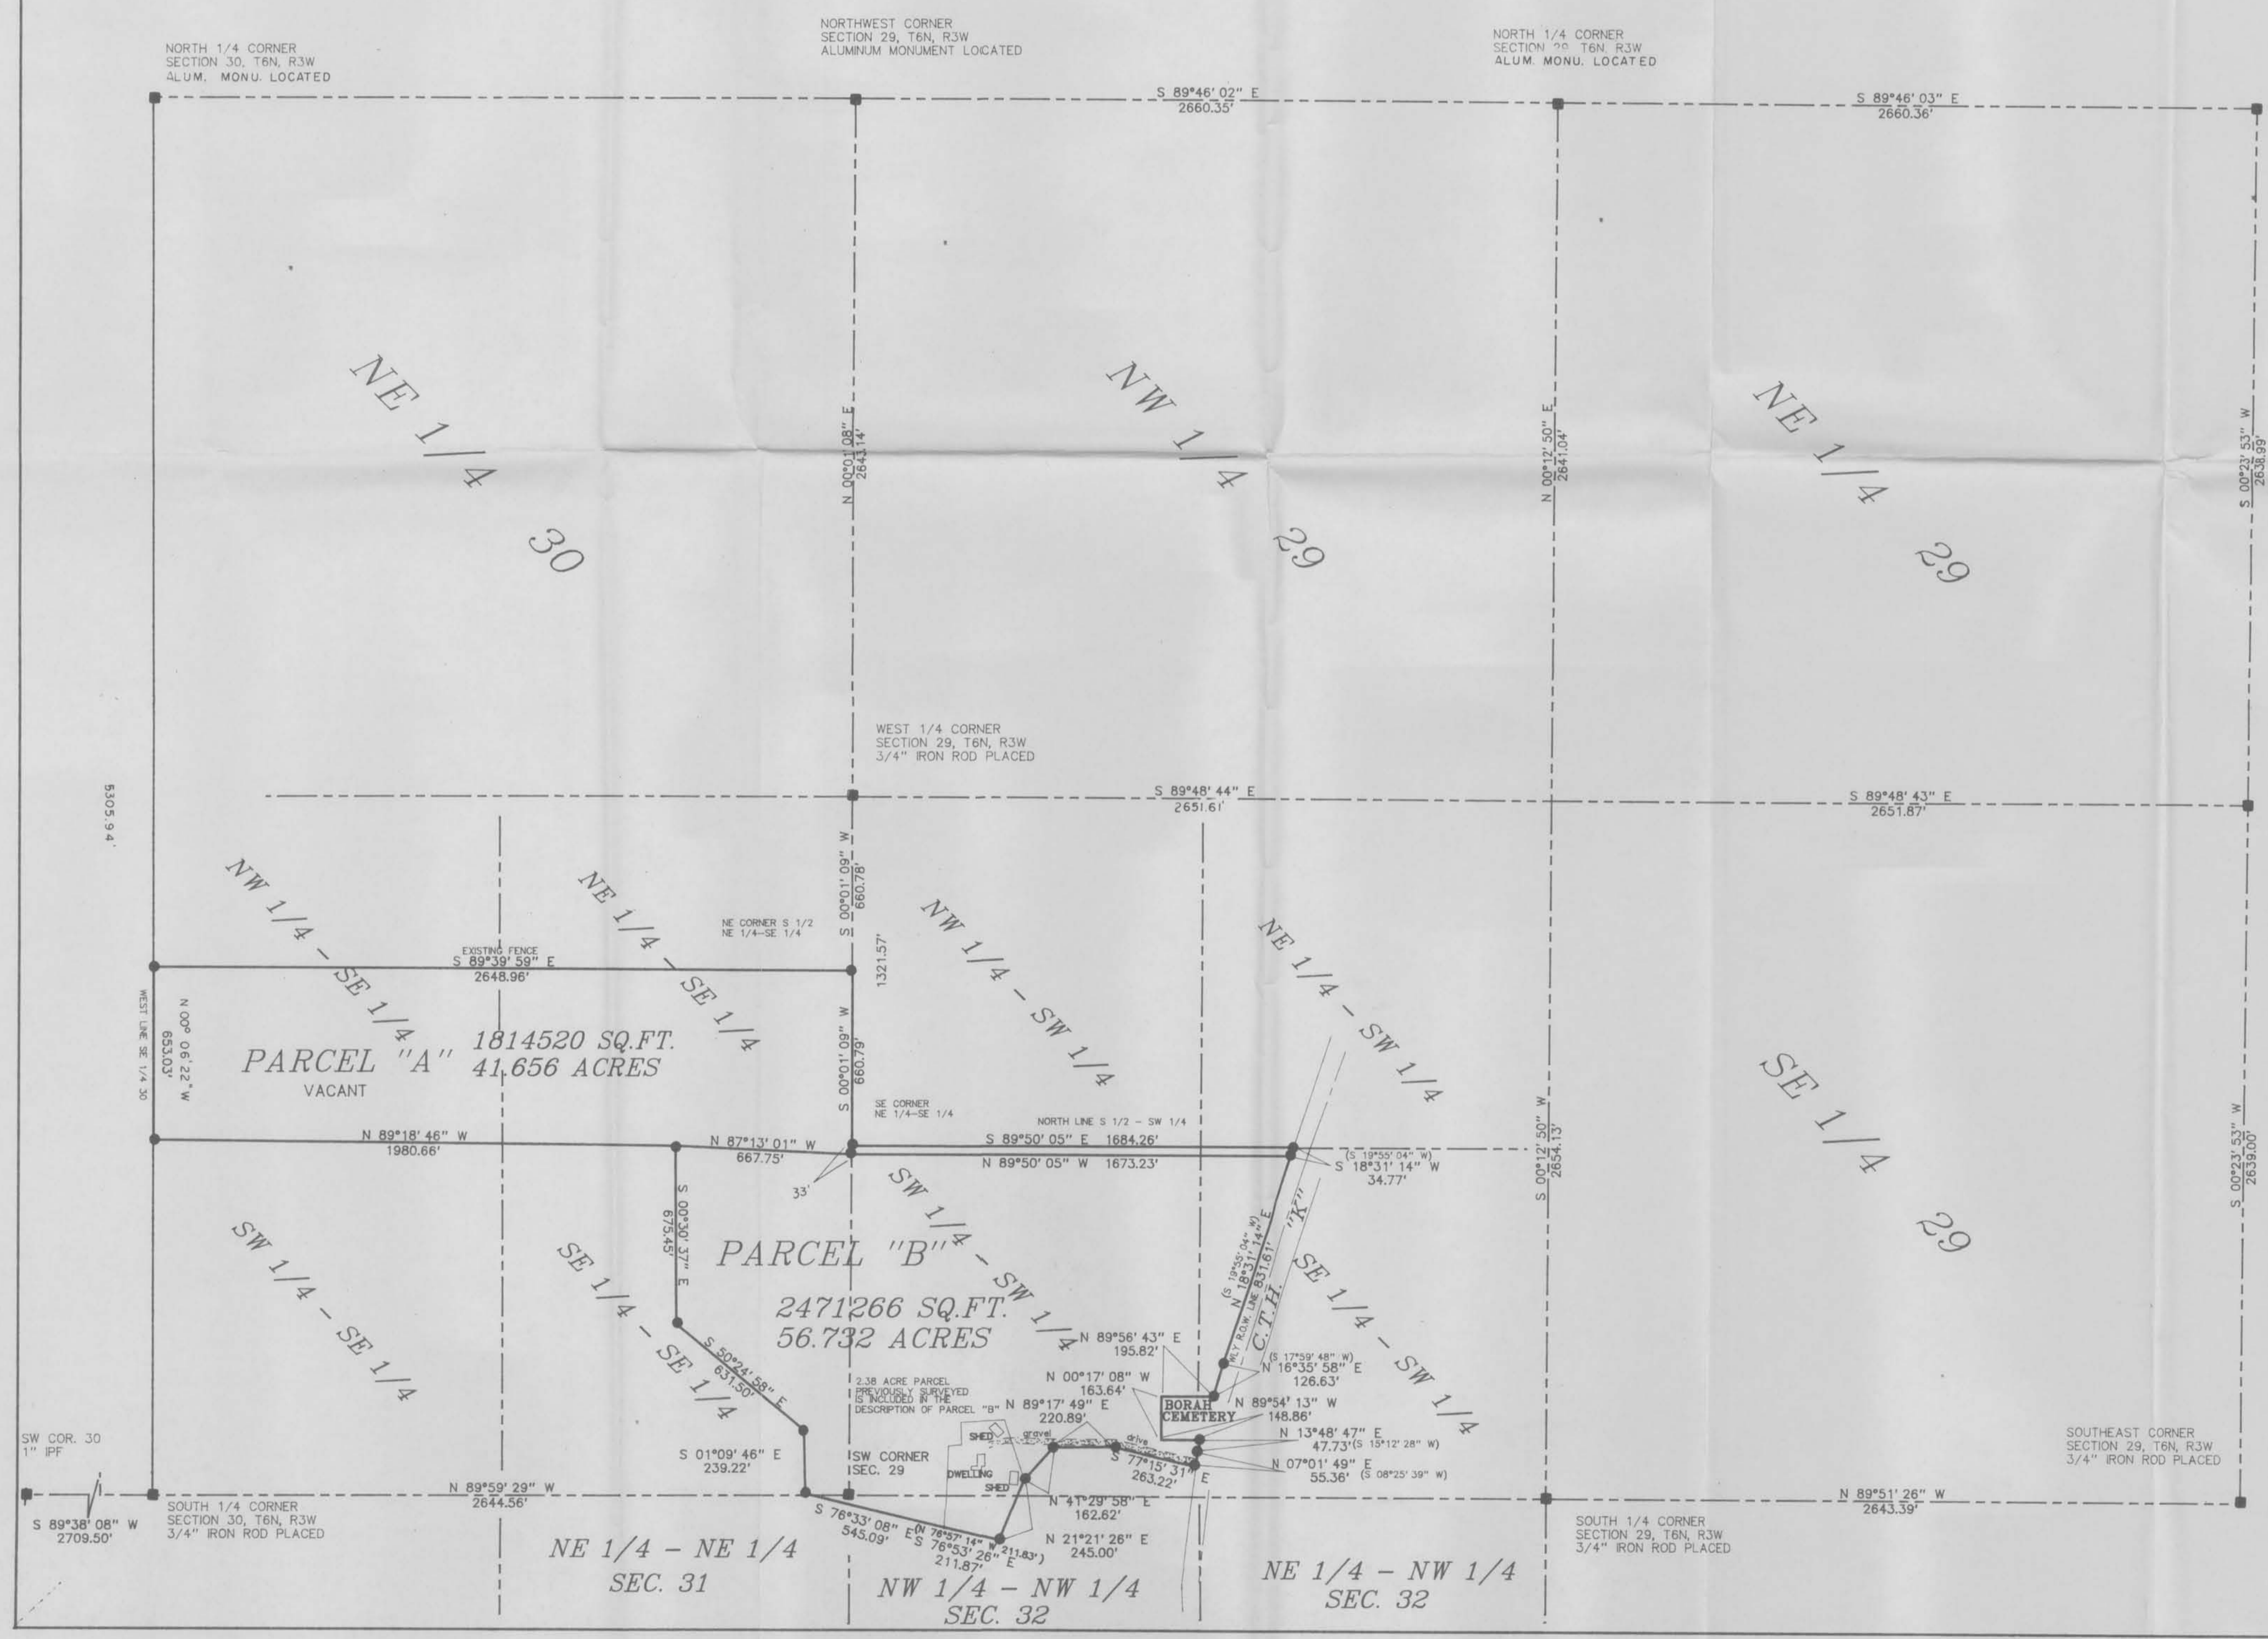 NORTH 1/4 CORNER
SECTION 30, T6N, R3W
ALUM. MONU. LOCATED
NORTHWEST CORNER
SECTION 29, T6N, R3W
ALUMINUM MONUMENT LOCATED
NORTH 1/4 CORNER
SECTION 29, T6N, R3W
ALUM. MONU. LOCATED
S 89°46' 02" E
2660.35'
S 89°46' 03" E
2660.36'
NE 1/4
30
N 00°01' 08" E
2643.14'
NW 1/4
29
N 00°12' 50" E
2641.04'
NE 1/4
29
S 00°23' 53" W
2638.99'
5305.94'
WEST 1/4 CORNER
SECTION 29, T6N, R3W
3/4" IRON ROD PLACED
S 89°48' 44" E
2651.61'
S 89°48' 43" E
2651.87'
NW 1/4 - SE 1/4
NE 1/4 - SE 1/4
NE CORNER S 1/2
NE 1/4-SE 1/4
S 00°01' 09" W
660.78'
1321.57'
NW 1/4 - SW 1/4
NE 1/4 - SW 1/4
EXISTING FENCE
S 89°39' 59" E
2648.96'
WEST LINE SE 1/4 30
N 00° 06'22" W
653.03'
PARCEL "A"
VACANT
1814520 SQ.FT.
41.656 ACRES
S 00°01' 09" W
660.79'
SE CORNER
NE 1/4-SE 1/4
NORTH LINE S 1/2 - SW 1/4
S 89°50' 05" E 1684.26'
N 89°50' 05" W 1673.23'
(S 19°55' 04" W)
S 18°31' 14" W
34.77'
S 00°12' 50" W
2654.13'
SE 1/4
29
S 00°23' 53" W
2639.00'
N 89°18' 46" W
1980.66'
N 87°13' 01" W
667.75'
33'
S 00°30' 37" E
675.45'
SW 1/4 - SE 1/4
SE 1/4 - SE 1/4
SW 1/4 - SW 1/4
SE 1/4 - SW 1/4
PARCEL "B"
2471266 SQ.FT.
56.732 ACRES
(S 19°55' 04" W)
N 18°31' 14" E
WLY R.O.W. LINE 831.61'
C.T.H. "K"
S 50°24' 58" E
631.50'
N 89°56' 43" E
195.82'
(S 17°59' 48" W)
N 16°35' 58" E
126.63'
2.38 ACRE PARCEL
PREVIOUSLY SURVEYED
IS INCLUDED IN THE
DESCRIPTION OF PARCEL "B"
N 00°17' 08" W
163.64'
N 89°17' 49" E
220.89'
BORAH
CEMETERY
N 89°54' 13" W
148.86'
N 13°48' 47" E
47.73' (S 15°12' 28" W)
N 07°01' 49" E
55.36' (S 08°25' 39" W)
SHED
gravel
drive
S 77°15' 31" E
263.22'
DWELLING
SHED
S 01°09' 46" E
239.22'
SW CORNER
SEC. 29
SW COR. 30
1" IPF
S 89°38' 08" W
2709.50'
SOUTH 1/4 CORNER
SECTION 30, T6N, R3W
3/4" IRON ROD PLACED
N 89°59' 29" W
2644.56'
N 41°29' 58" E
162.62'
N 21°21' 26" E
245.00'
S 76°33' 08" E
545.09'
(N 76°57' 14" W 211.83')
S 76°53' 26" E
211.87'
SOUTH 1/4 CORNER
SECTION 29, T6N, R3W
3/4" IRON ROD PLACED
N 89°51' 26" W
2643.39'
SOUTHEAST CORNER
SECTION 29, T6N, R3W
3/4" IRON ROD PLACED
NE 1/4 - NE 1/4
SEC. 31
NW 1/4 - NW 1/4
SEC. 32
NE 1/4 - NW 1/4
SEC. 32